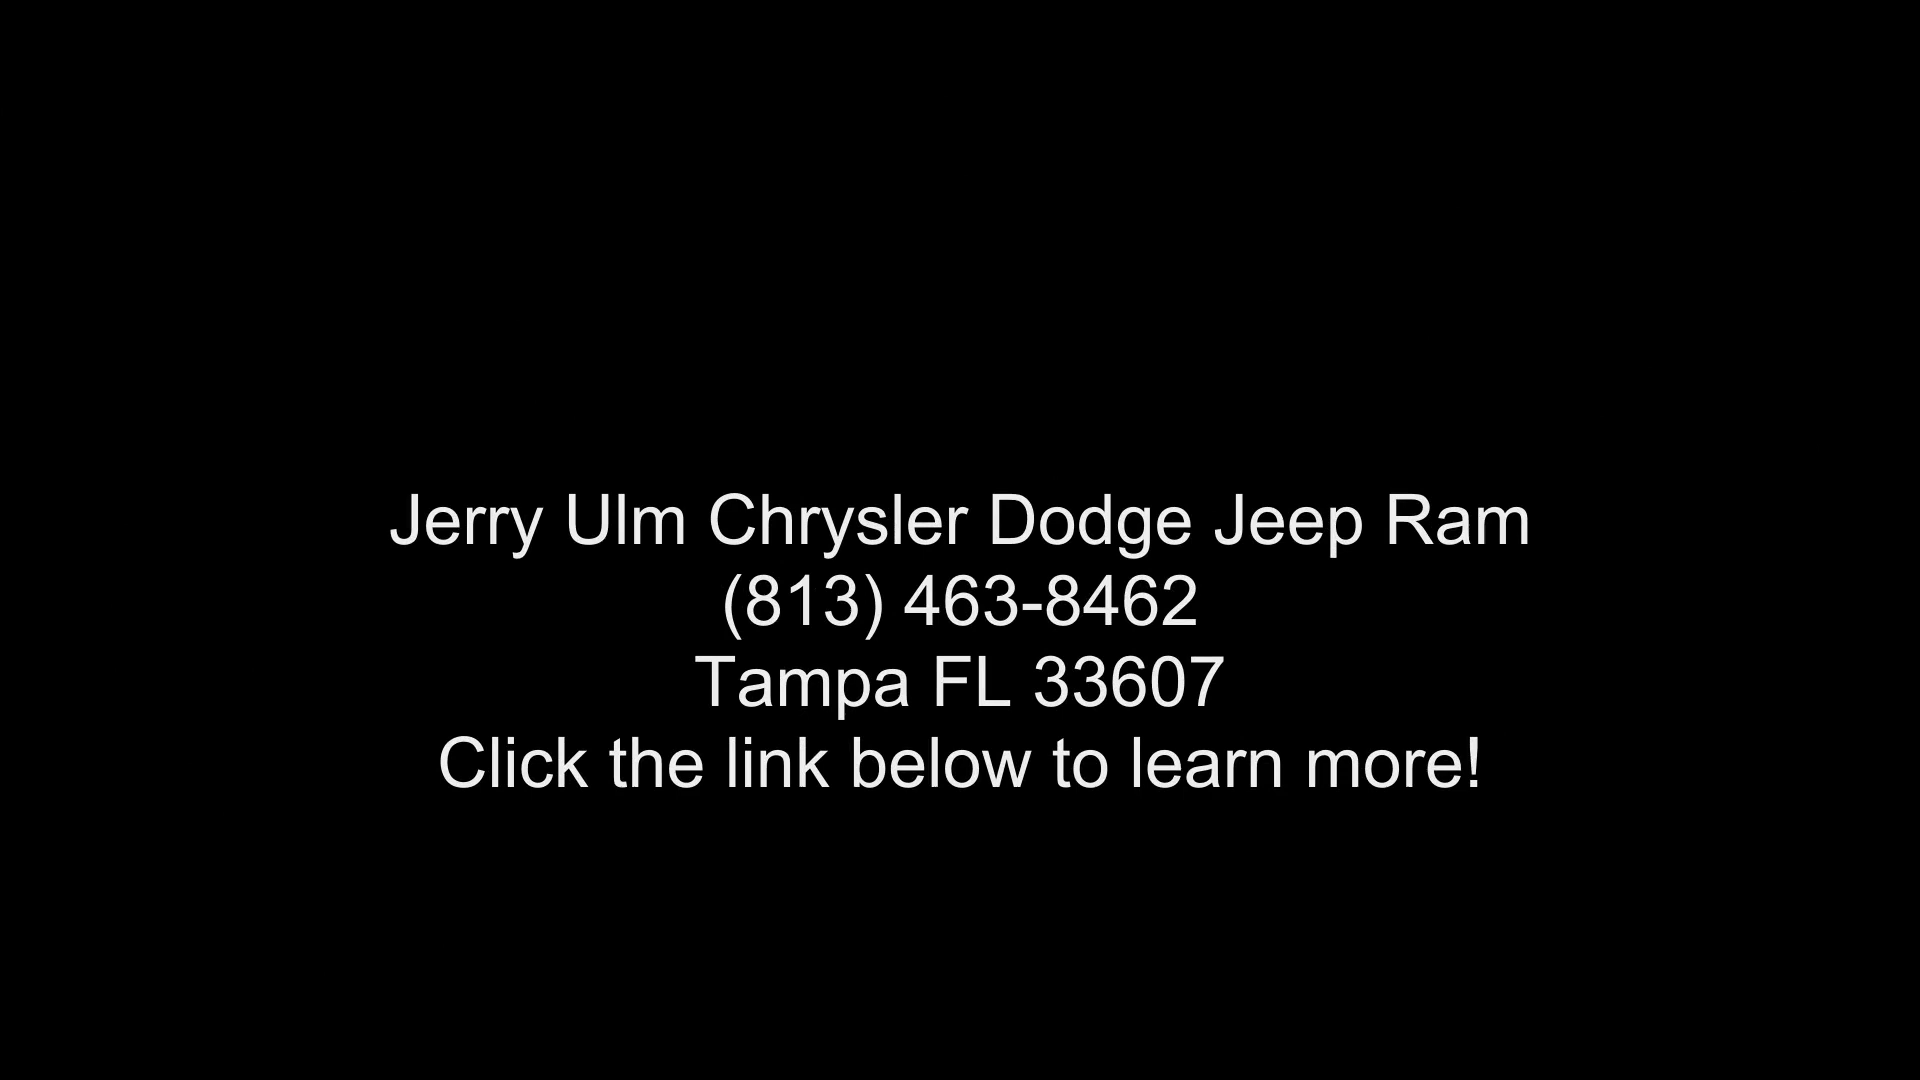 Jerry Ulm Chrysler Dodge Jeep Ram
(813) 463-8462
Tampa FL 33607
Click the link below to learn more!